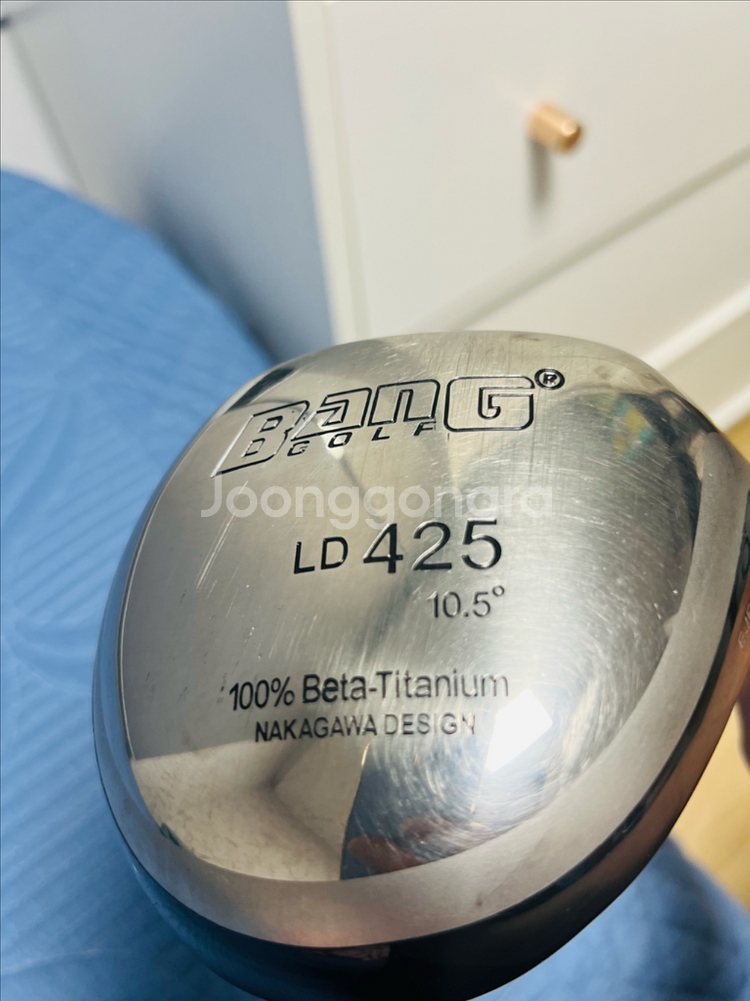 BanG®
GOLF
Joonggonara
LD 425
10.5°
100% Beta-Titanium
NAKAGAWA DESIGN